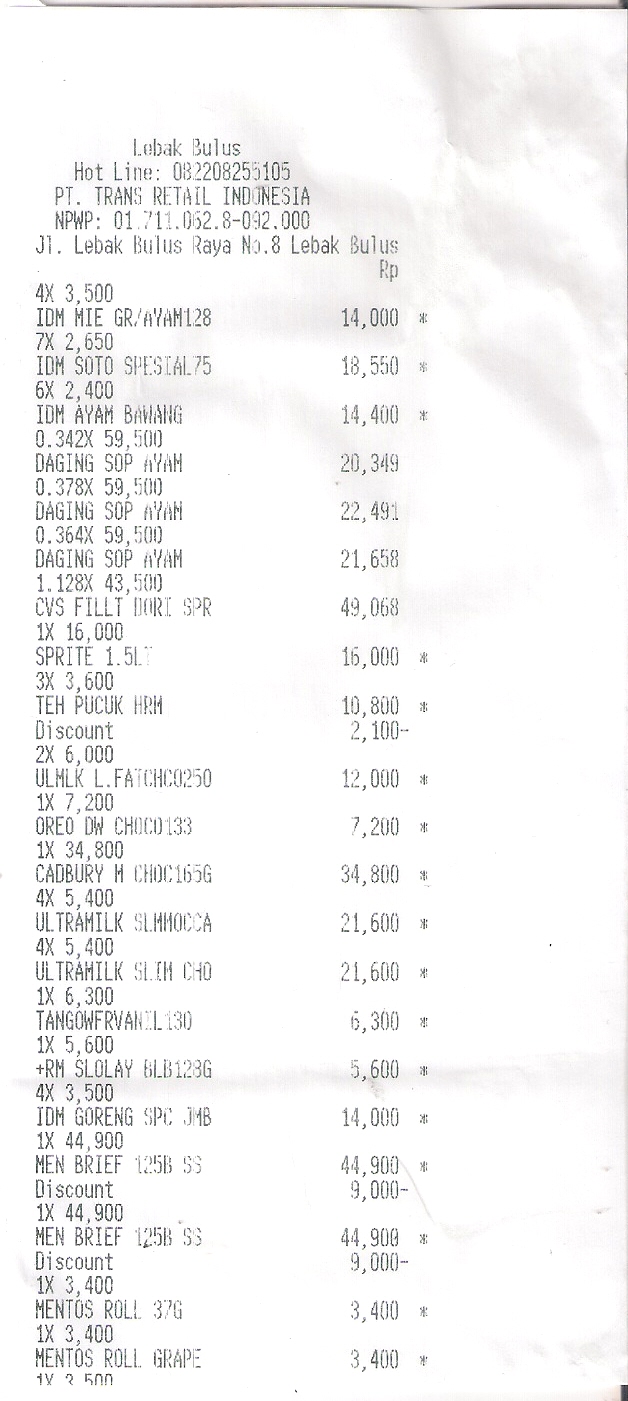 Lebak Bulus
Hot Line: 082208255105
PT. TRANS RETAIL INDONESIA
NPWP: 01.711.062.8-092.000
Jl. Lebak Bulus Raya No.8 Lebak Bulus
Rp
4X 3,500
IDM MIE GR/AYAM128 14,000 *
7X 2,650
IDM SOTO SPESIAL75 18,550 *
6X 2,400
IDM AYAM BAWANG 14,400 *
0.342X 59,500
DAGING SOP AYAM 20,349
0.378X 59,500
DAGING SOP AYAM 22,491
0.364X 59,500
DAGING SOP AYAM 21,658
1.128X 43,500
CVS FILLT DORI SPR 49,068
1X 16,000
SPRITE 1.5LT 16,000 *
3X 3,600
TEH PUCUK HRM 10,800 *
Discount 2,100-
2X 6,000
ULMLK L.FATCHCO250 12,000 *
1X 7,200
OREO DW CHOCO133 7,200 *
1X 34,800
CADBURY M CHOC165G 34,800 *
4X 5,400
ULTRAMILK SLMMOCCA 21,600 *
4X 5,400
ULTRAMILK SLIM CHO 21,600 *
1X 6,300
TANGOWFRVANIL130 6,300 *
1X 5,600
+RM SLOLAY BLB128G 5,600 *
4X 3,500
IDM GORENG SPC JMB 14,000 *
1X 44,900
MEN BRIEF 125B SS 44,900 *
Discount 9,000-
1X 44,900
MEN BRIEF 125B SS 44,900 *
Discount 9,000-
1X 3,400
MENTOS ROLL 37G 3,400 *
1X 3,400
MENTOS ROLL GRAPE 3,400 *
1X 3,500